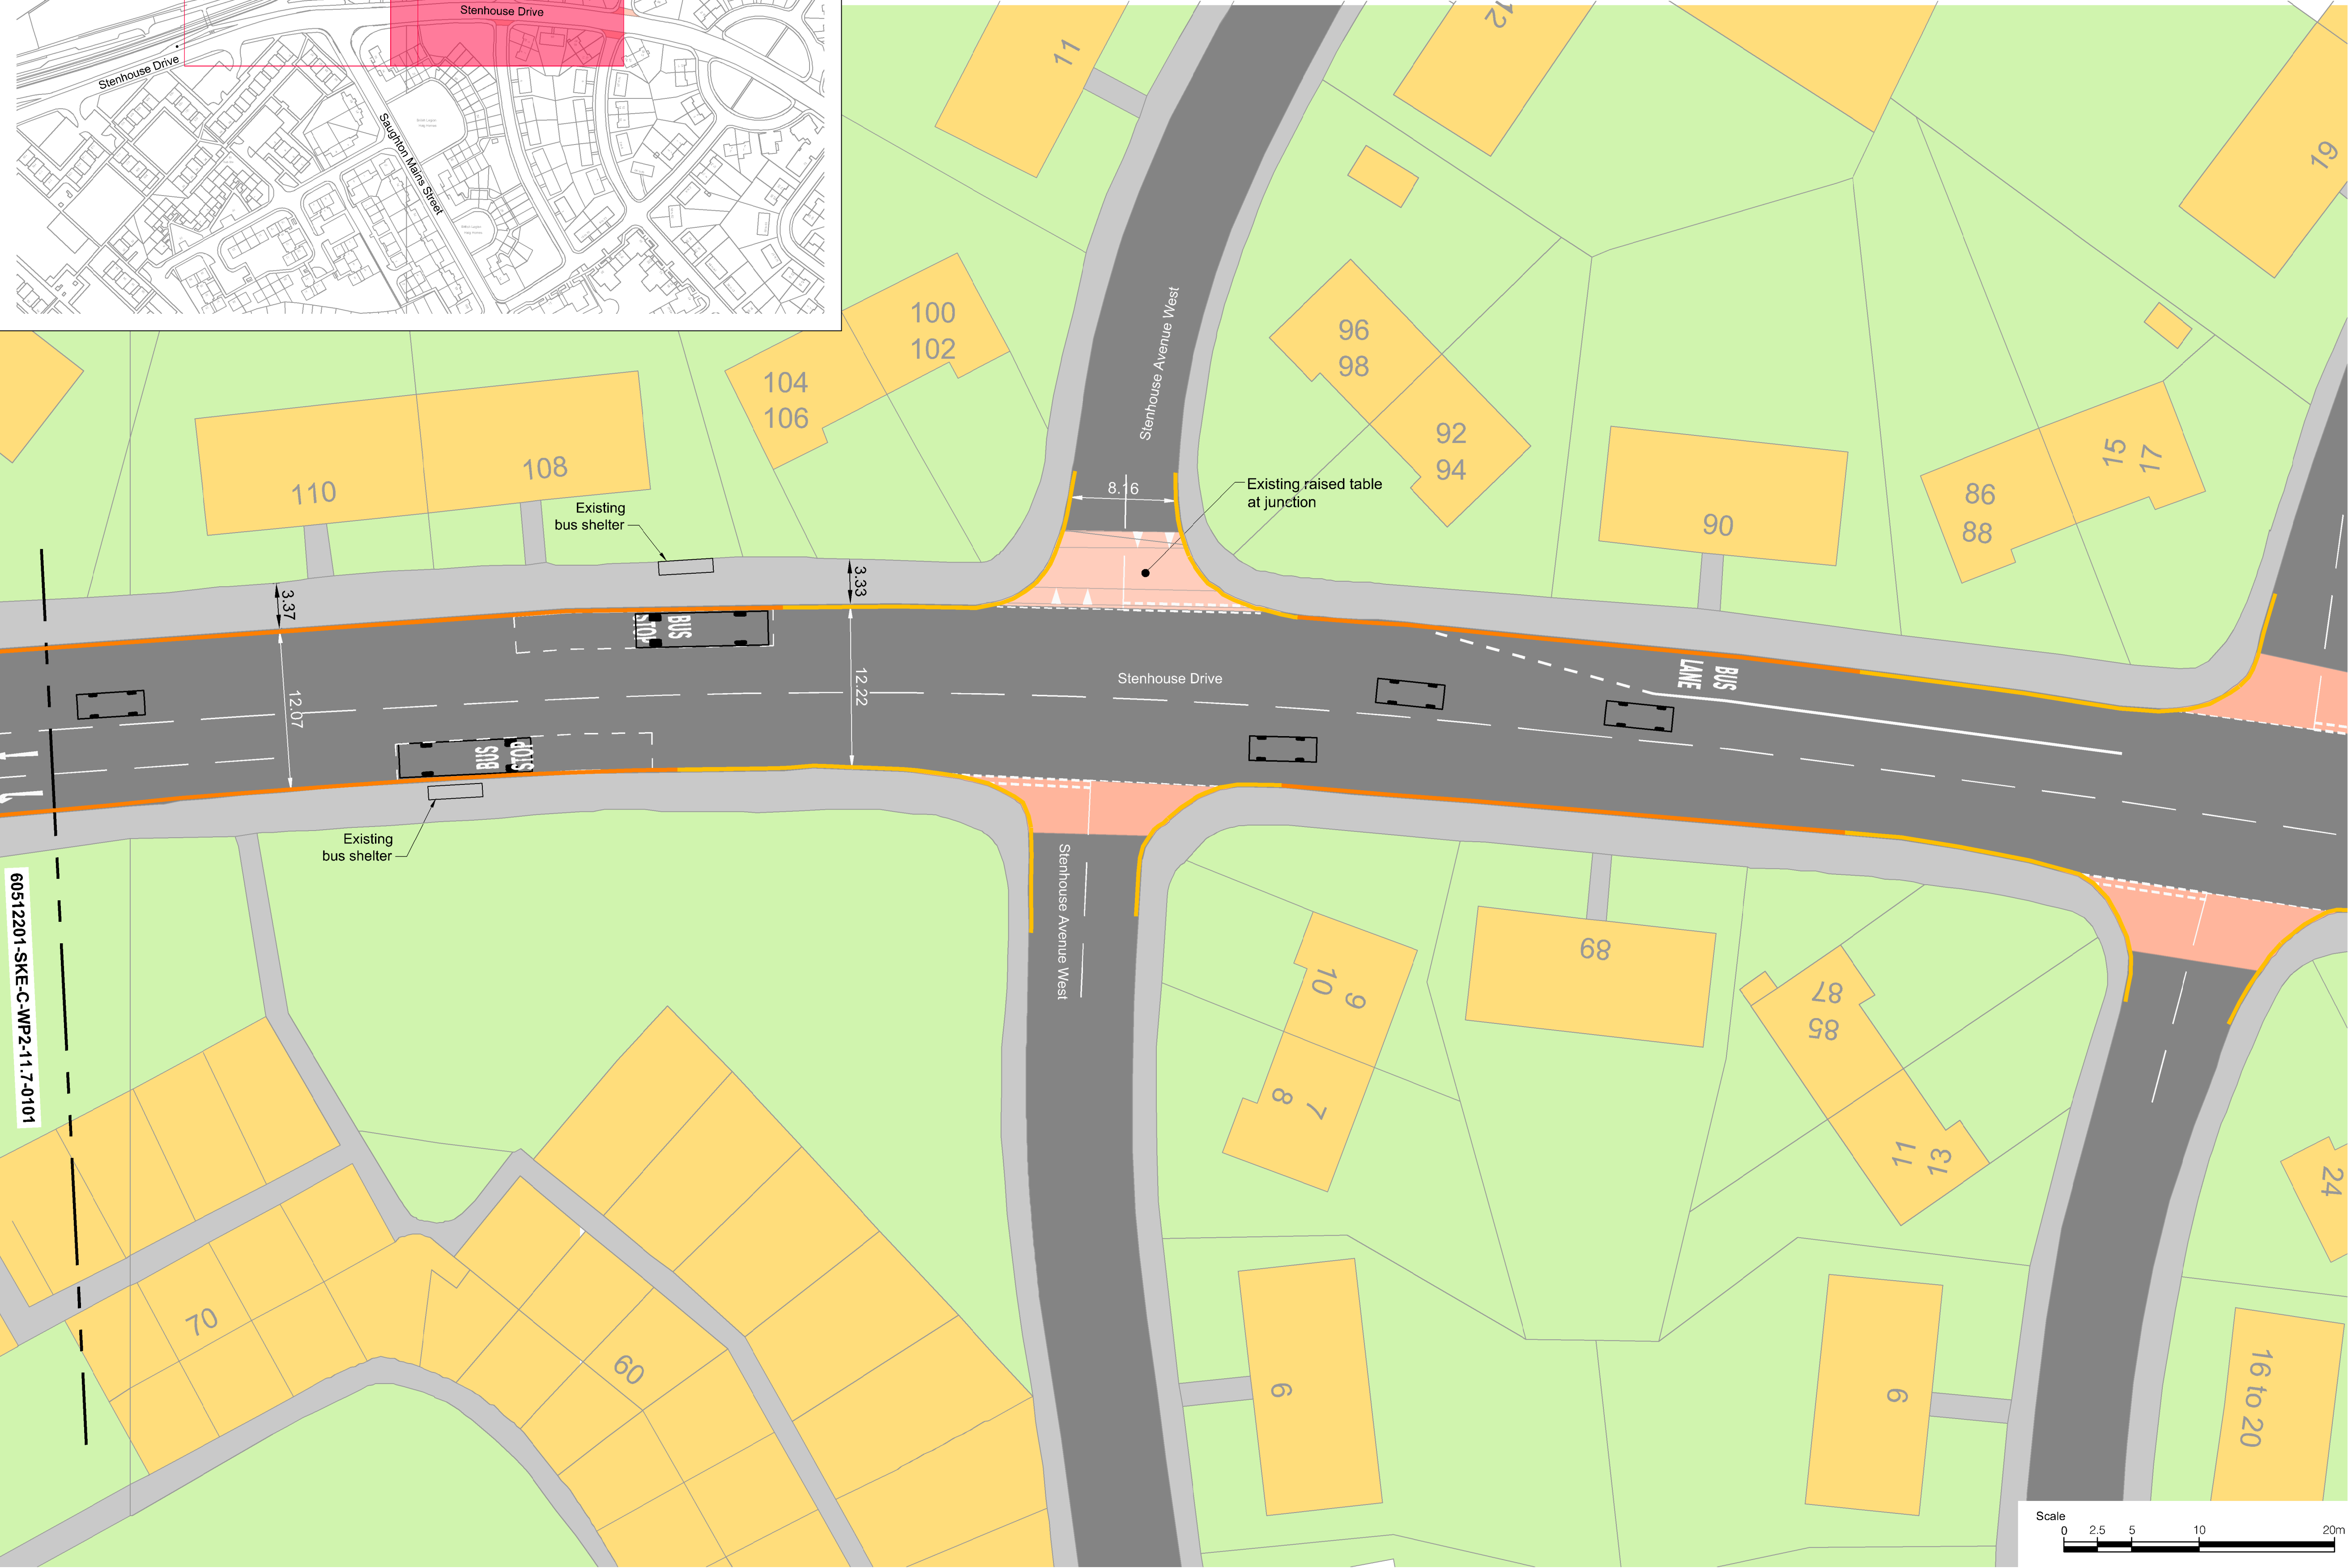 Stenhouse Drive
Stenhouse Drive
Saughton Mains Street
11
12
19
100
102
104
106
108
110
96
98
92
94
90
86
88
15
17
Stenhouse Avenue West
8.16
Existing raised table
at junction
Existing
bus shelter
3.37
3.33
BUS
STOP
12.07
12.22
Stenhouse Drive
BUS
LANE
BUS
STOP
Existing
bus shelter
Stenhouse Avenue West
60512201-SKE-C-WP2-11.7-0101
9
10
7
8
89
87
85
11
13
24
70
60
6
16 to 20
Scale
0 2.5 5 10 20m